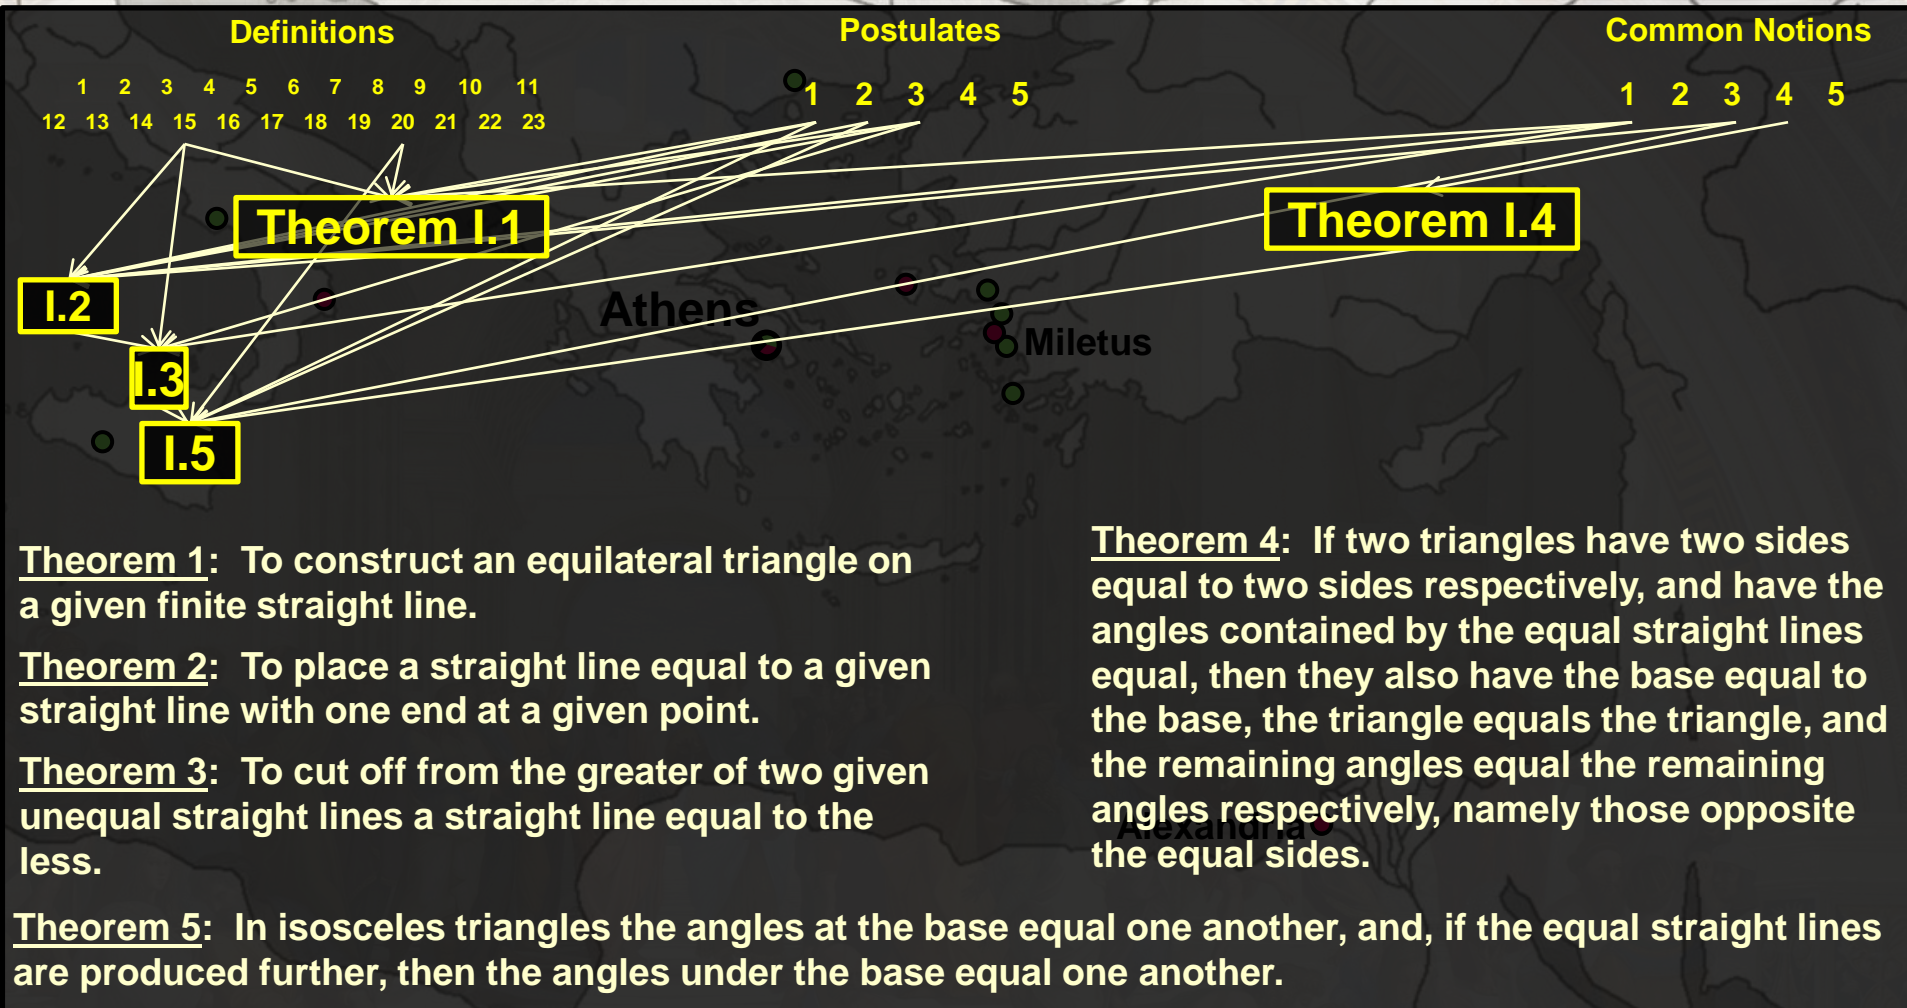 Definitions
Postulates
Common Notions
1 2 3 4 5 6 7 8 9 10 11
12 13 14 15 16 17 18 19 20 21 22 23
1 2 3 4 5
1 2 3 4 5
Theorem I.1
Theorem I.4
I.2
I.3
I.5
Athens
Miletus
Theorem 1: To construct an equilateral triangle on
a given finite straight line.
Theorem 2: To place a straight line equal to a given
straight line with one end at a given point.
Theorem 3: To cut off from the greater of two given
unequal straight lines a straight line equal to the
less.
Theorem 4: If two triangles have two sides
equal to two sides respectively, and have the
angles contained by the equal straight lines
equal, then they also have the base equal to
the base, the triangle equals the triangle, and
the remaining angles equal the remaining
angles respectively, namely those opposite
the equal sides.
Alexandria
Theorem 5: In isosceles triangles the angles at the base equal one another, and, if the equal straight lines
are produced further, then the angles under the base equal one another.